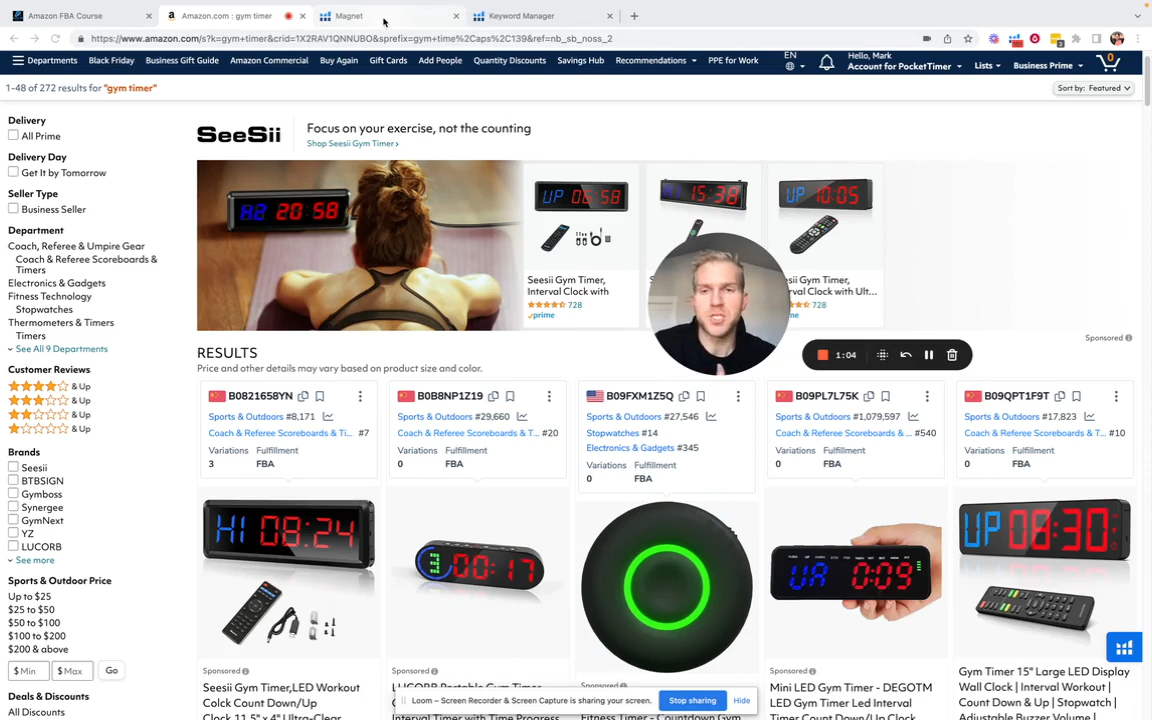 Amazon FBA Course
Amazon.com : gym timer
Magnet
Keyword Manager
https://www.amazon.com/s?k=gym+timer&crid=1X2RAV1QNNUBO&sprefix=gym+time%2Caps%2C139&ref=nb_sb_noss_2
Departments Black Friday Business Gift Guide Amazon Commercial Buy Again Gift Cards Add People Quantity Discounts Savings Hub Recommendations PPE for Work
EN
Hello, Mark
Account for PocketTimer
Lists
Business Prime
0
1-48 of 272 results for "gym timer"
Sort by: Featured
Delivery
All Prime
Delivery Day
Get It by Tomorrow
Seller Type
Business Seller
Department
Coach, Referee & Umpire Gear
Coach & Referee Scoreboards &
Timers
Electronics & Gadgets
Fitness Technology
Stopwatches
Thermometers & Timers
Timers
See All 9 Departments
Customer Reviews
& Up
& Up
& Up
& Up
Brands
Seesii
BTBSIGN
Gymboss
Synergee
GymNext
YZ
LUCORB
See more
Sports & Outdoor Price
Up to $25
$25 to $50
$50 to $100
$100 to $200
$200 & above
$ Min $ Max Go
Deals & Discounts
All Discounts
SeeSii
Focus on your exercise, not the counting
Shop Seesii Gym Timer
20:58
UP 06:58
15:38
UP 10:05
Seesii Gym Timer,
Interval Clock with
728
prime
sii Gym Timer,
rval Clock with Ult...
728
prime
Sponsored
RESULTS
Price and other details may vary based on product size and color.
1:04
B0821658YN
Sports & Outdoors #8,171
Coach & Referee Scoreboards & Ti... #7
Variations Fulfillment
3 FBA
B0B8NP1Z19
Sports & Outdoors #29,660
Coach & Referee Scoreboards & T... #20
Variations Fulfillment
0 FBA
B09FXM1Z5Q
Sports & Outdoors #27,546
Stopwatches #14
Electronics & Gadgets #345
Variations Fulfillment
0 FBA
B09PL7L75K
Sports & Outdoors #1,079,597
Coach & Referee Scoreboards & ... #540
Variations Fulfillment
0 FBA
B09QPT1F9T
Sports & Outdoors #17,823
Coach & Referee Scoreboards & T... #10
Variations Fulfillment
0 FBA
HI 08:24
00:17
0:09
UP 08:30
Sponsored
Seesii Gym Timer,LED Workout
Colck Count Down/Up
Clock 11.5" x 4" Ultra-Clear
Sponsored
LUCORB Portable Gym Timer
Interval Timer with Time Progress
Sponsored
Fitness Timer - Countdown Gym
Sponsored
Mini LED Gym Timer - DEGOTM
LED Gym Timer Led Interval
Timer Count Down/Up Clock
Gym Timer 15" Large LED Display
Wall Clock | Interval Workout |
Count Down & Up | Stopwatch |
Adjustable Buzzer Volume |
Loom – Screen Recorder & Screen Capture is sharing your screen.
Stop sharing
Hide